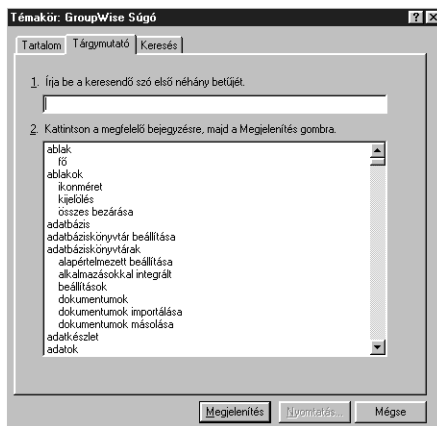 Témakör: GroupWise Súgó
Tartalom Tárgymutató Keresés
1. Írja be a keresendő szó első néhány betűjét.
2. Kattintson a megfelelő bejegyzésre, majd a Megjelenítés gombra.
ablak
fő
ablakok
ikonméret
kijelölés
összes bezárása
adatbázis
adatbáziskönyvtár beállítása
adatbáziskönyvtárak
alapértelmezett beállítása
alkalmazásokkal integrált
beállítások
dokumentumok
dokumentumok importálása
dokumentumok másolása
adatkészlet
adatok
Megjelenítés Nyomtatás... Mégse